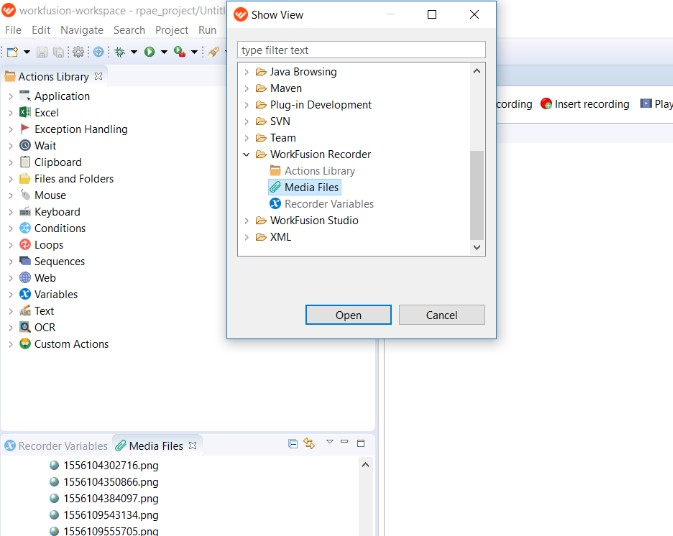 workfusion-workspace - rpae_project/Untitl
File Edit Navigate Search Project Run
Actions Library
Application
Excel
Exception Handling
Wait
Clipboard
Files and Folders
Mouse
Keyboard
Conditions
Loops
Sequences
Web
Variables
Text
OCR
Custom Actions
Show View
type filter text
Java Browsing
Maven
Plug-in Development
SVN
Team
WorkFusion Recorder
Actions Library
Media Files
Recorder Variables
WorkFusion Studio
XML
Open Cancel
cording Insert recording Play
Recorder Variables Media Files
1556104302716.png
1556104350866.png
1556104384097.png
1556109543134.png
1556109555705.png